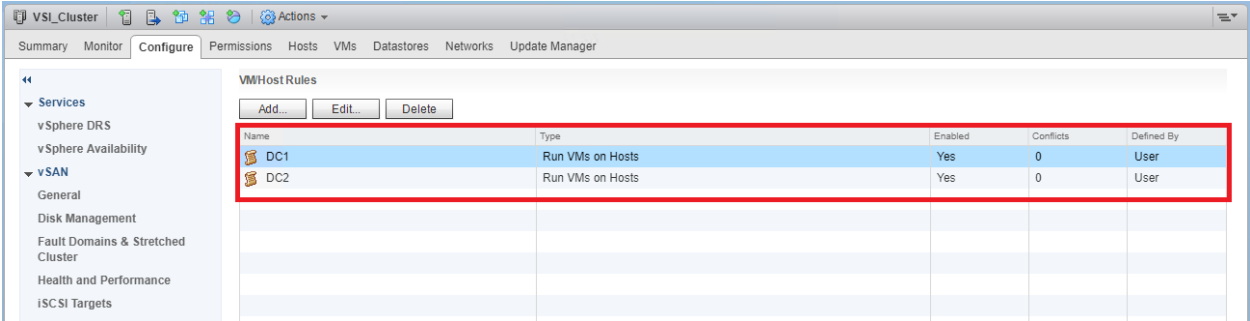 VSI_Cluster Actions
Summary Monitor Configure Permissions Hosts VMs Datastores Networks Update Manager
Services
vSphere DRS
vSphere Availability
vSAN
General
Disk Management
Fault Domains & Stretched
Cluster
Health and Performance
iSCSI Targets
VM/Host Rules
Add... Edit... Delete
Name Type Enabled Conflicts Defined By
DC1 Run VMs on Hosts Yes 0 User
DC2 Run VMs on Hosts Yes 0 User